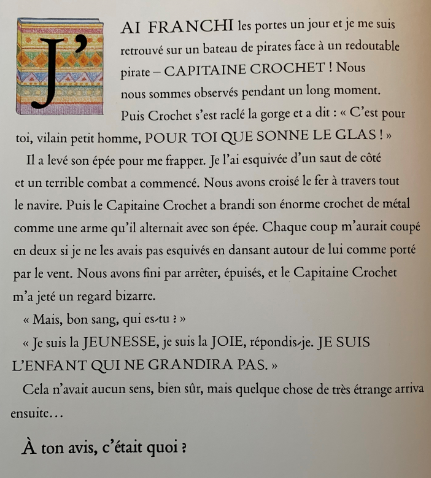 J'AI FRANCHI les portes un jour et je me suis
retrouvé sur un bateau de pirates face à un redoutable
pirate – CAPITAINE CROCHET ! Nous
nous sommes observés pendant un long moment.
Puis Crochet s'est raclé la gorge et a dit : « C'est pour
toi, vilain petit homme, POUR TOI QUE SONNE LE GLAS ! »
Il a levé son épée pour me frapper. Je l'ai esquivée d'un saut de côté
et un terrible combat a commencé. Nous avons croisé le fer à travers tout
le navire. Puis le Capitaine Crochet a brandi son énorme crochet de métal
comme une arme qu'il alternait avec son épée. Chaque coup m'aurait coupé
en deux si je ne les avais pas esquivés en dansant autour de lui comme porté
par le vent. Nous avons fini par arrêter, épuisés, et le Capitaine Crochet
m'a jeté un regard bizarre.
« Mais, bon sang, qui es-tu ? »
« Je suis la JEUNESSE, je suis la JOIE, répondis-je. JE SUIS
L'ENFANT QUI NE GRANDIRA PAS. »
Cela n'avait aucun sens, bien sûr, mais quelque chose de très étrange arriva
ensuite…
À ton avis, c'était quoi ?